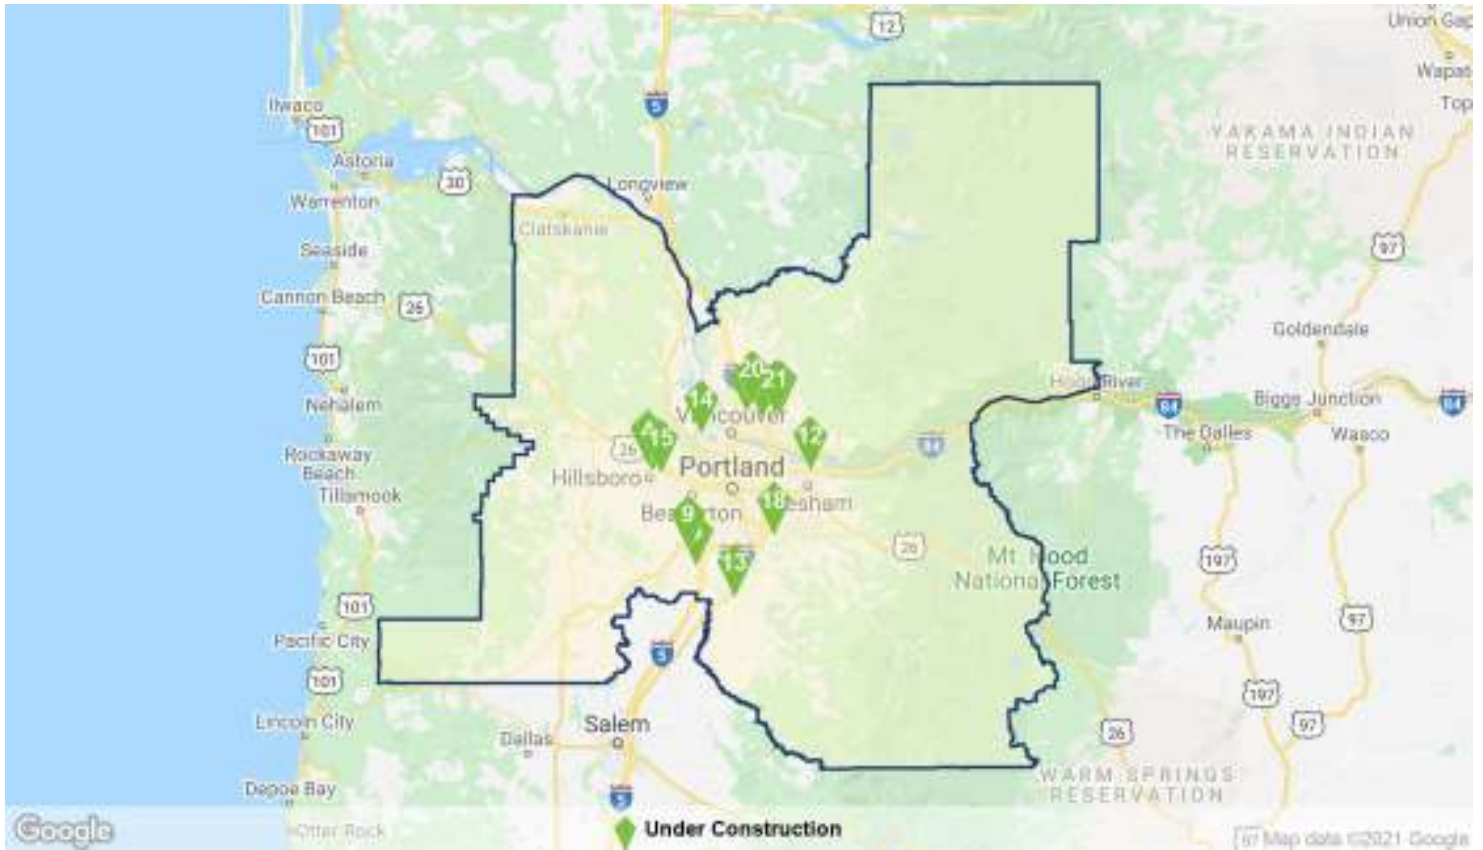 12
Union Gap
Wapat
Top
Ilwaco
101
5
YAKAMA INDIAN
RESERVATION
Astoria
30
Longview
Warrenton
Clatskanie
Seaside
97
Cannon Beach
26
Goldendale
101
20
21
Hood River
Nehalem
14
Vancouver
84
Biggs Junction
84
15
12
The Dalles
Wasco
26
84
Rockaway
Beach
Portland
Hillsboro
Tillamook
9
18
esham
26
13
Mt Hood
National Forest
197
101
Pacific City
Maupin
97
5
101
197
Lincoln City
Salem
97
Dallas
26
WARM SPRINGS
RESERVATION
Depoe Bay
5
Google
Otter Rock
Under Construction
97
Map data ©2021 Google